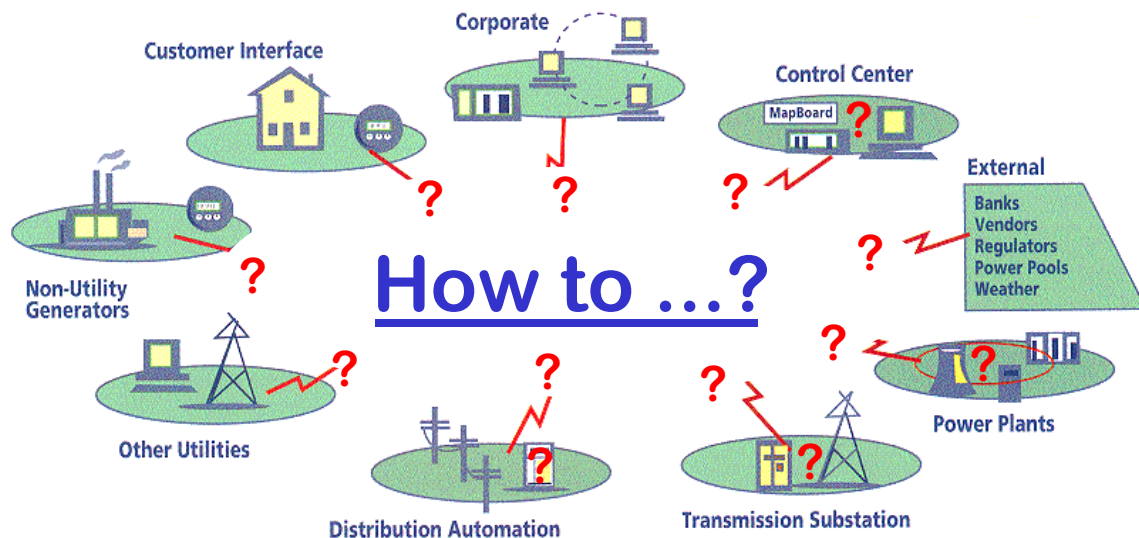 Corporate
Customer Interface
Control Center
MapBoard
?
External
Banks
Vendors
Regulators
Power Pools
Weather
?
?
?
?
?
How to ...?
Non-Utility
Generators
?
?
?
?
?
?
Power Plants
Other Utilities
?
?
Distribution Automation
Transmission Substation